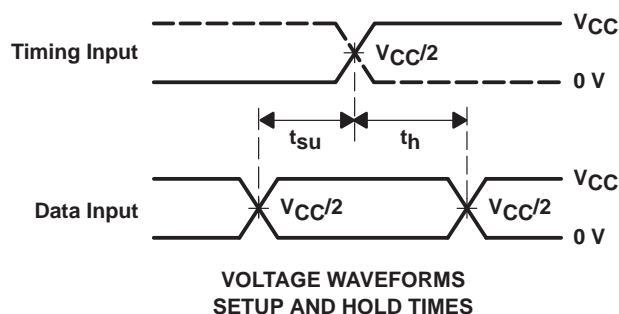 VCC
Timing Input
VCC/2
0 V
tsu
th
VCC
Data Input
VCC/2
VCC/2
0 V
VOLTAGE WAVEFORMS
SETUP AND HOLD TIMES